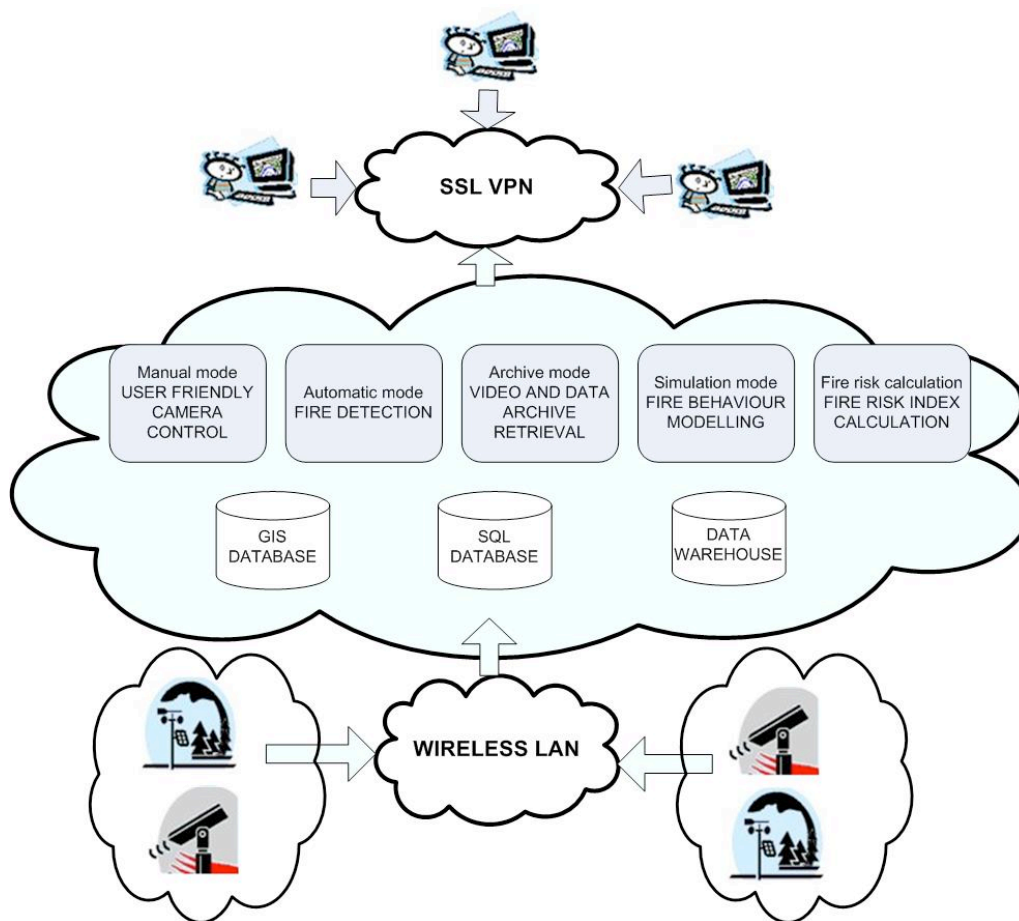 SSL VPN
Manual mode
USER FRIENDLY
CAMERA
CONTROL
Automatic mode
FIRE DETECTION
Archive mode
VIDEO AND DATA
ARCHIVE
RETRIEVAL
Simulation mode
FIRE BEHAVIOUR
MODELLING
Fire risk calculation
FIRE RISK INDEX
CALCULATION
GIS
DATABASE
SQL
DATABASE
DATA
WAREHOUSE
WIRELESS LAN